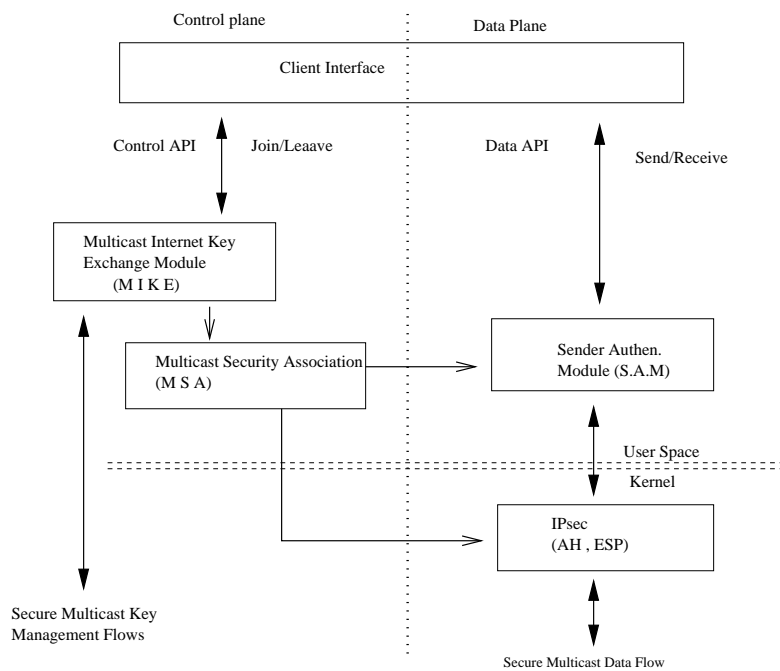 Control plane
Data Plane
Client Interface
Control API
Join/Leaave
Data API
Send/Receive
Multicast Internet Key
Exchange Module
(M I K E)
Multicast Security Association
(M S A)
Sender Authen.
Module (S.A.M)
User Space
Kernel
IPsec
(AH , ESP)
Secure Multicast Key
Management Flows
Secure Multicast Data Flow